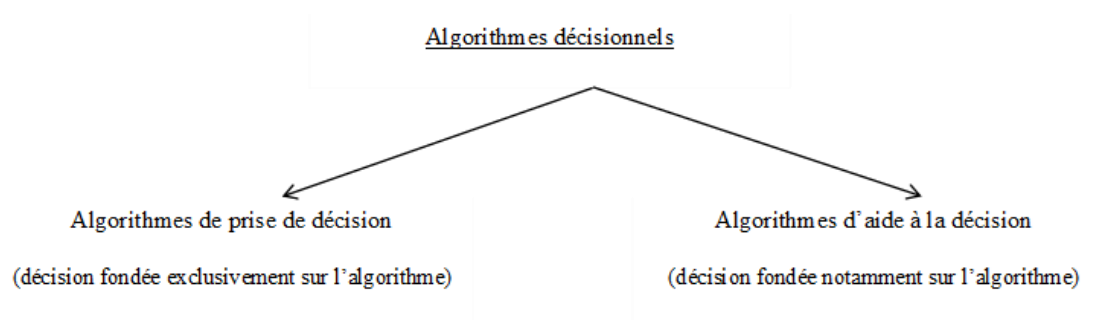 Algorithmes décisionnels
Algorithmes de prise de décision
Algorithmes d’aide à la décision
(décision fondée exclusivement sur l’algorithme)
(décision fondée notamment sur l’algorithme)